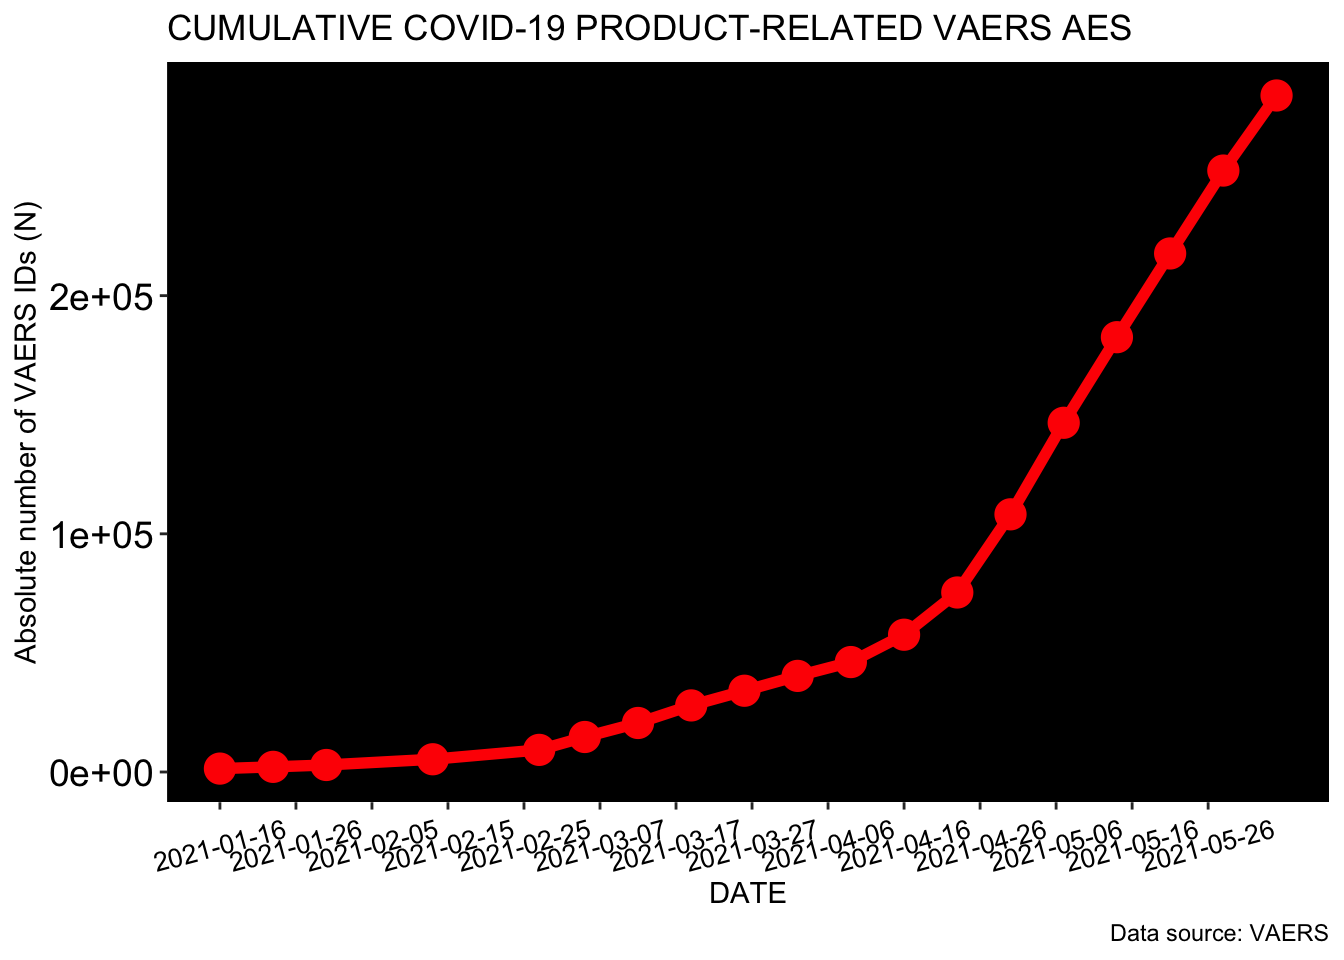 CUMULATIVE COVID-19 PRODUCT-RELATED VAERS AES
Absolute number of VAERS IDs (N)
2e+05
1e+05
0e+00
2021-01-16
2021-01-26
2021-02-05
2021-02-15
2021-02-25
2021-03-07
2021-03-17
2021-03-27
2021-04-06
2021-04-16
2021-04-26
2021-05-06
2021-05-16
2021-05-26
DATE
Data source: VAERS